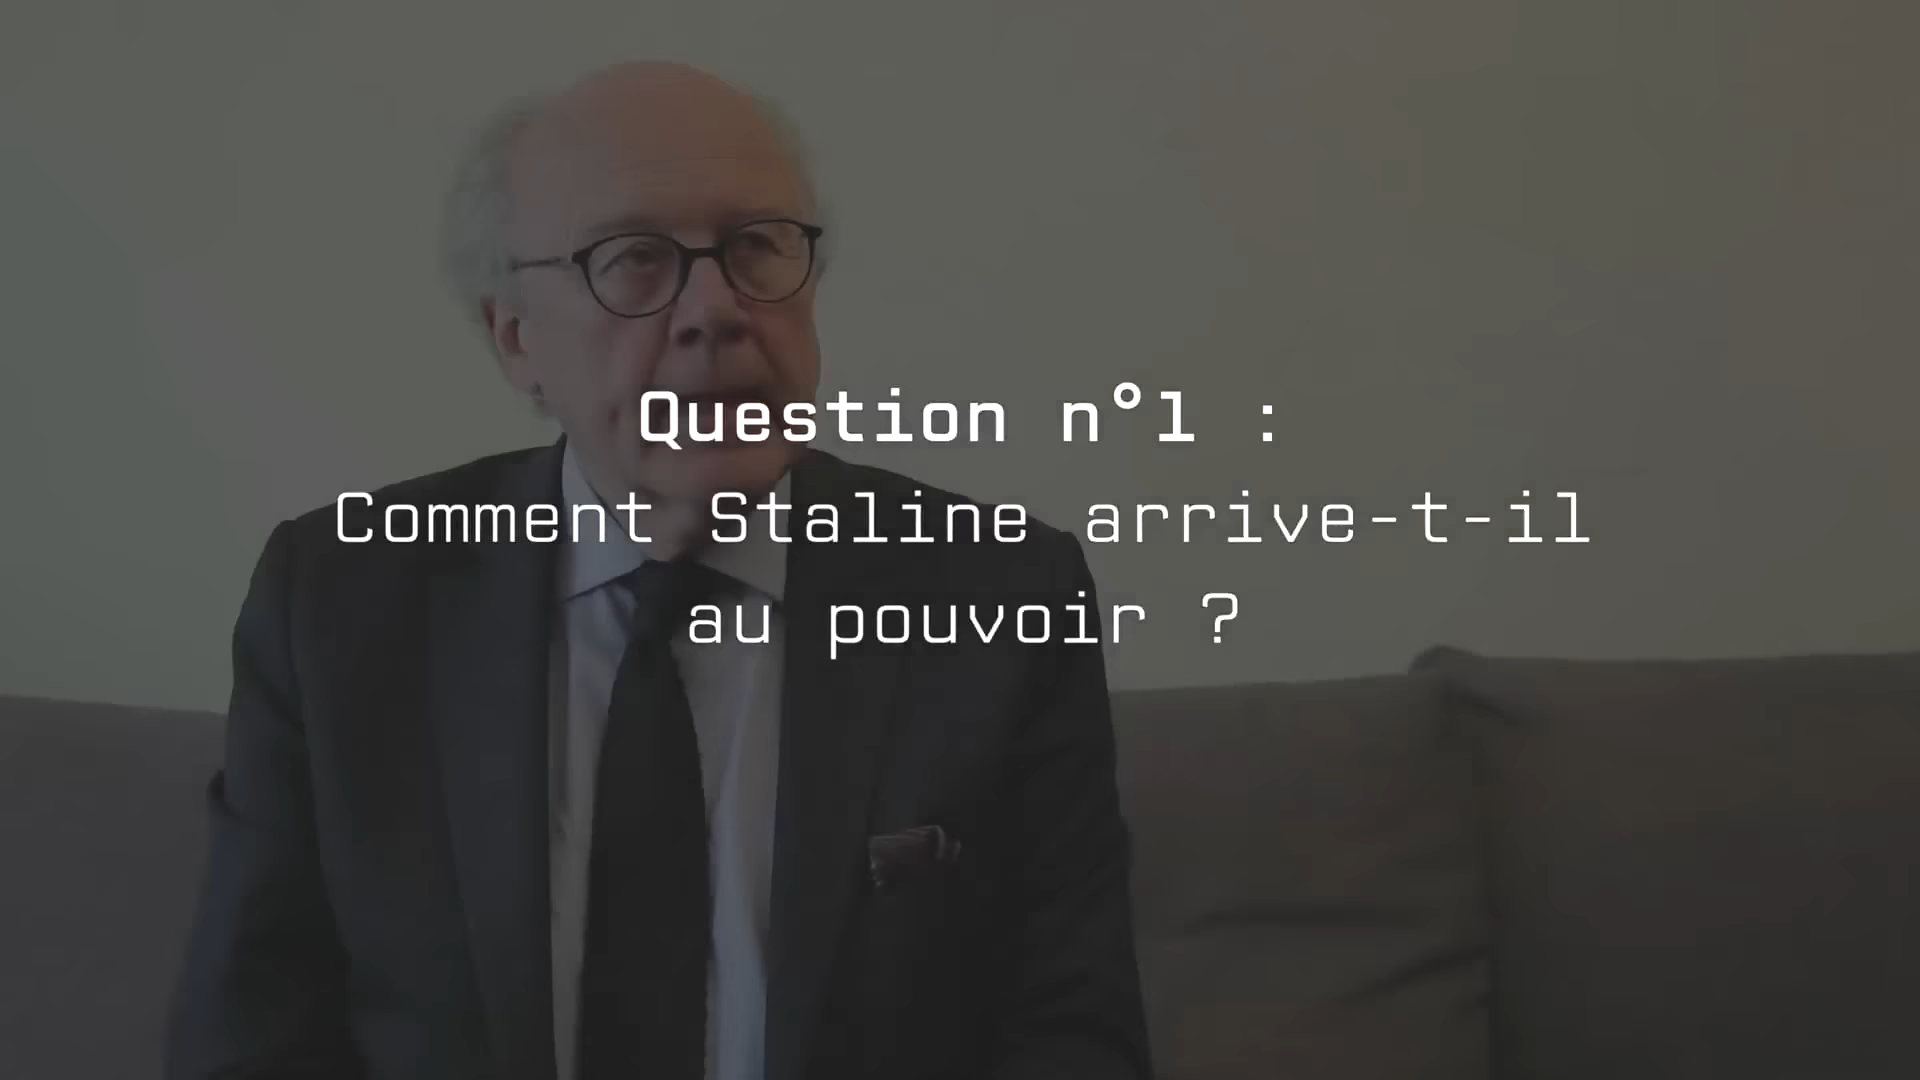 Question n°1 :
Comment Staline arrive-t-il
au pouvoir ?